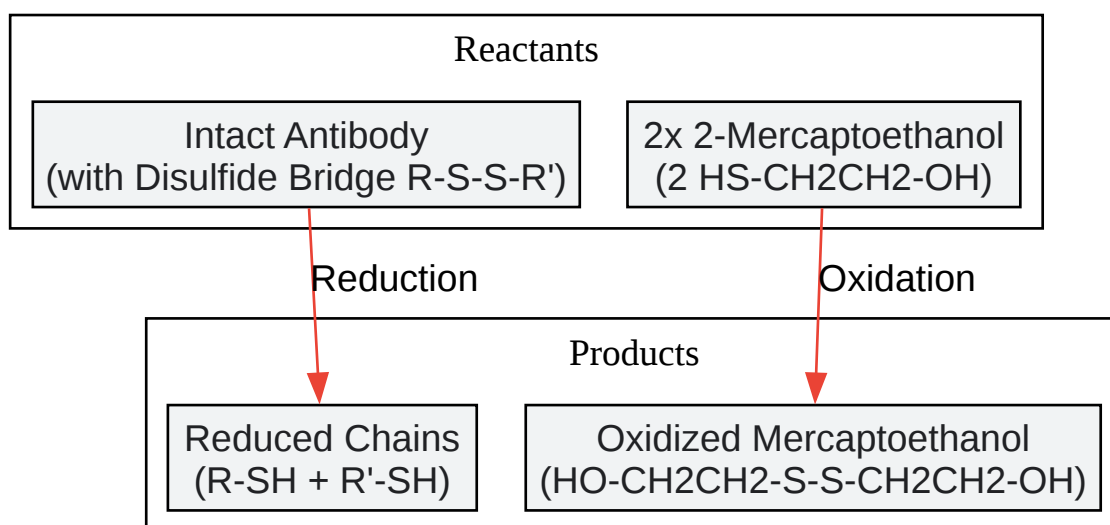 Reactants
Intact Antibody
(with Disulfide Bridge R-S-S-R')
2x 2-Mercaptoethanol
(2 HS-CH2CH2-OH)
Reduction
Oxidation
Products
Reduced Chains
(R-SH + R'-SH)
Oxidized Mercaptoethanol
(HO-CH2CH2-S-S-CH2CH2-OH)